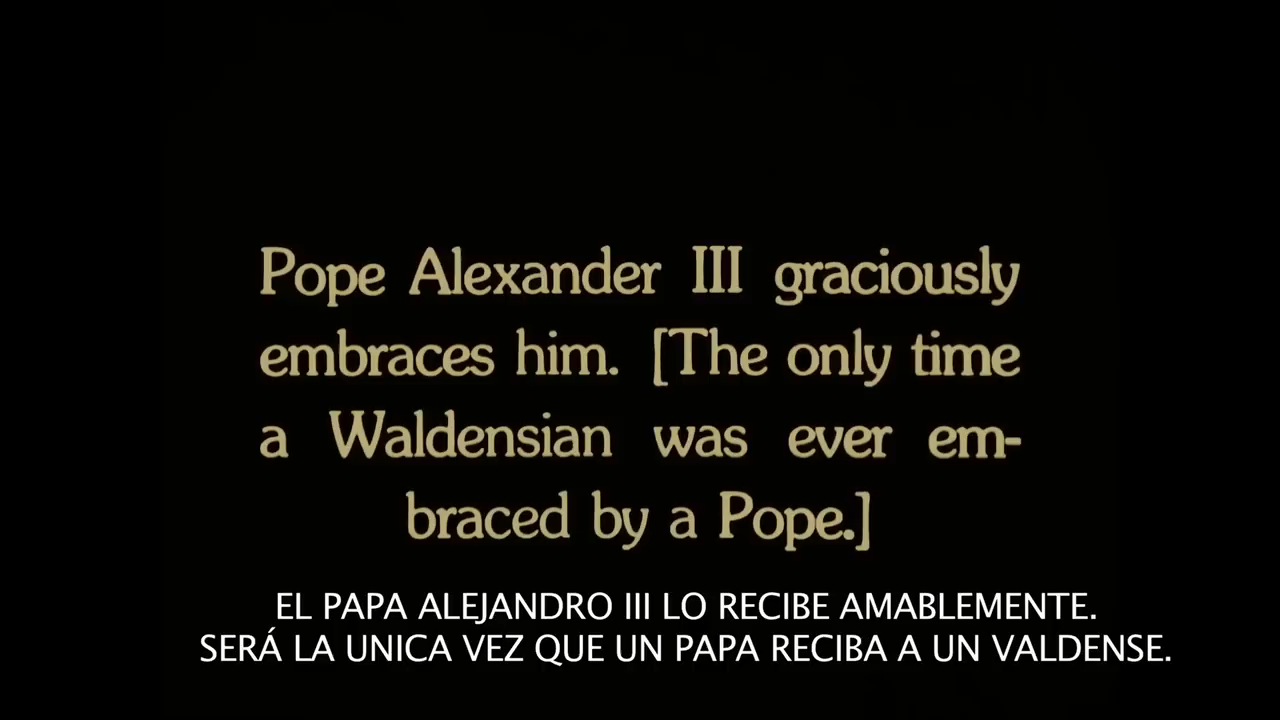 Pope Alexander III graciously
embraces him. [The only time
a Waldensian was ever em-
braced by a Pope.]
EL PAPA ALEJANDRO III LO RECIBE AMABLEMENTE.
SERÁ LA UNICA VEZ QUE UN PAPA RECIBA A UN VALDENSE.